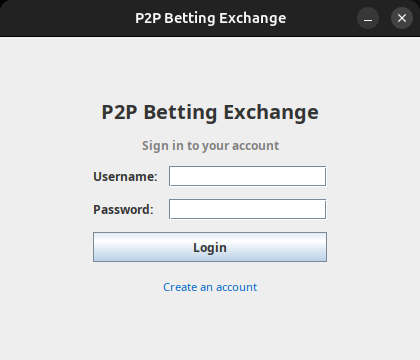 P2P Betting Exchange
P2P Betting Exchange
Sign in to your account
Username:
Password:
Login
Create an account